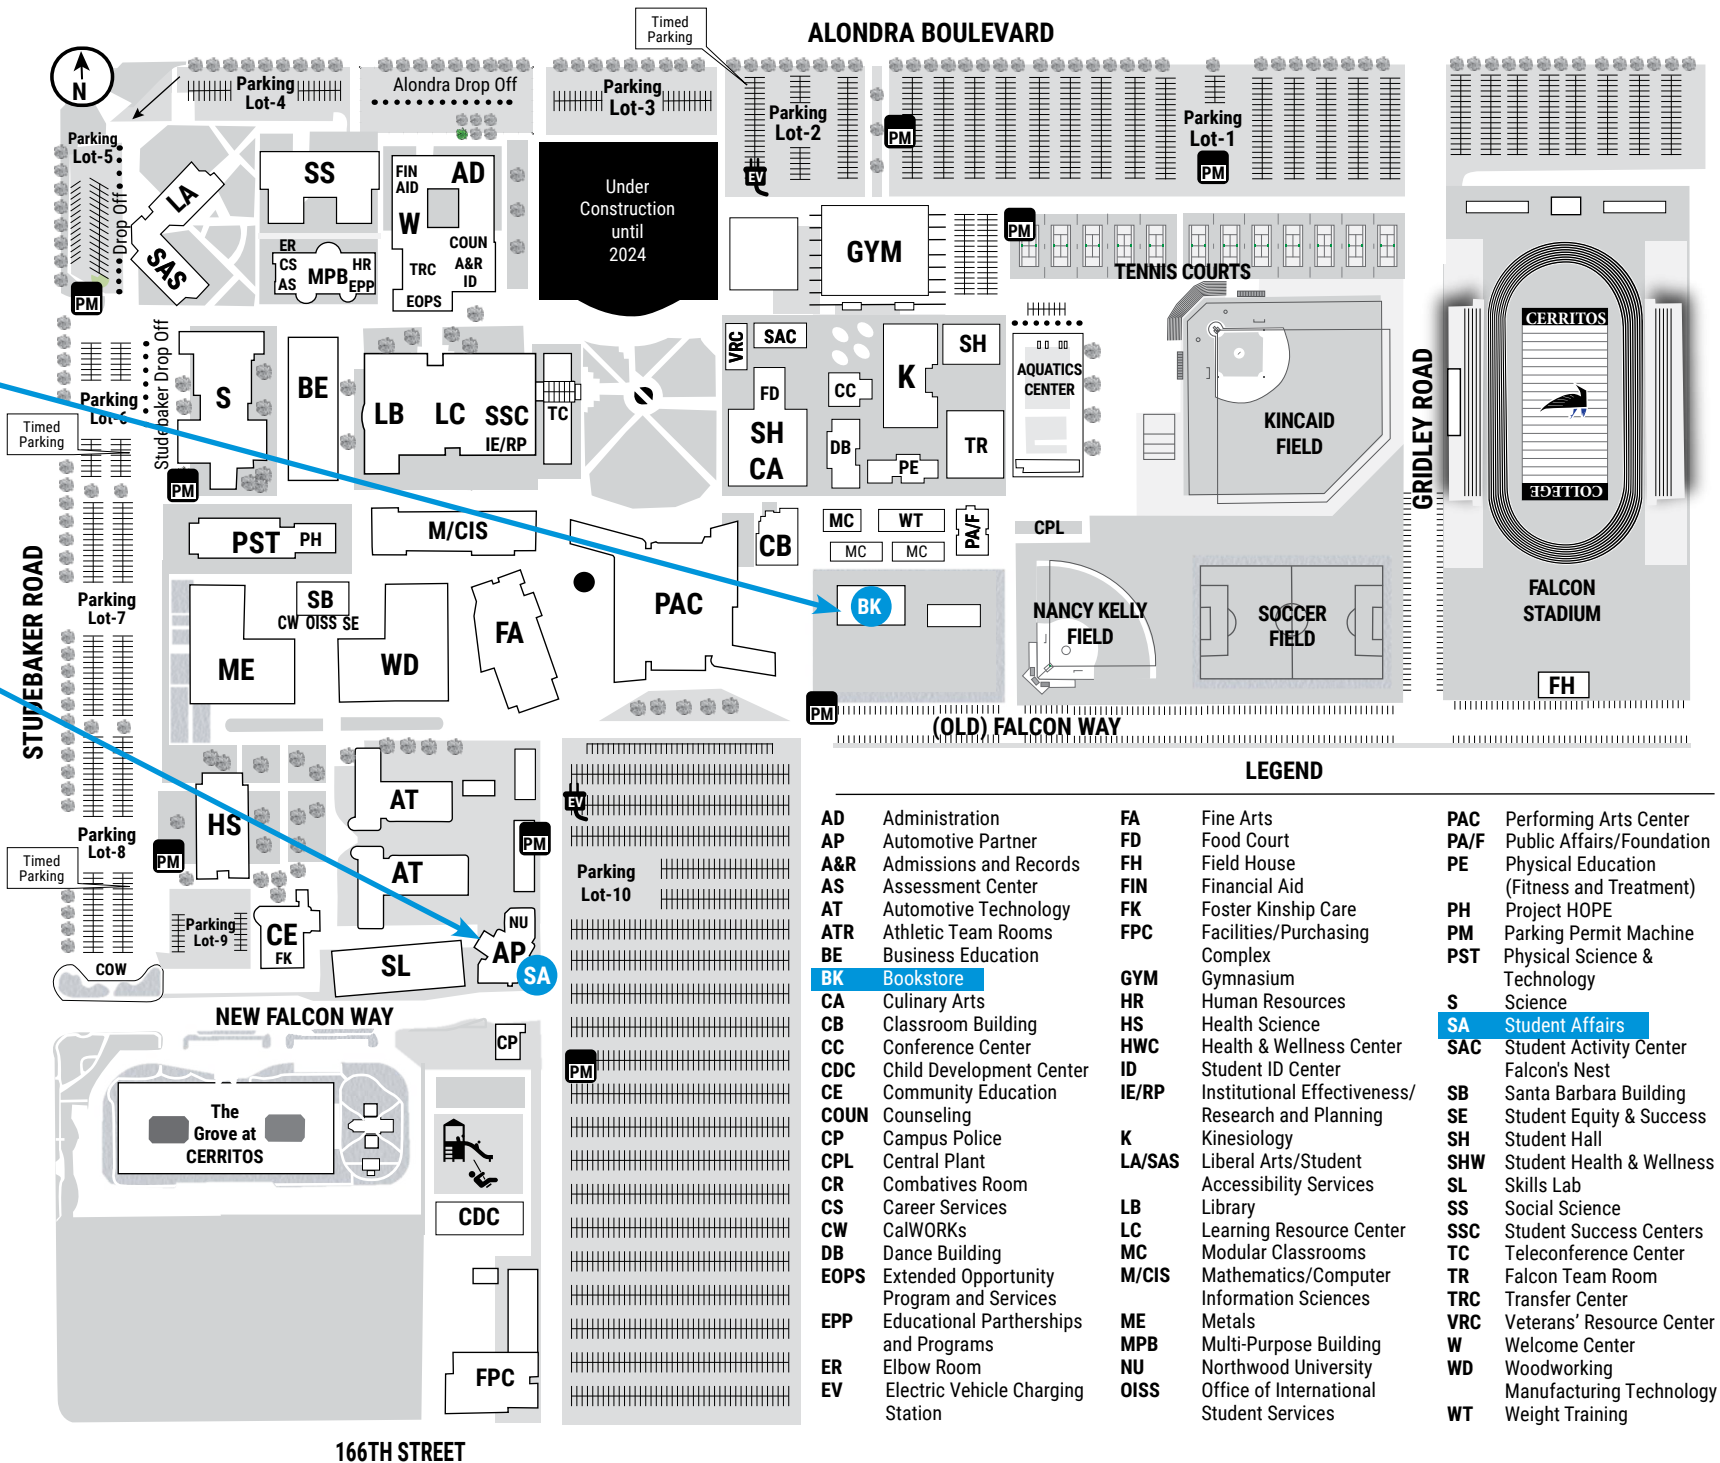 ALONDRA BOULEVARD
Timed
Parking
N
Parking
Lot-4
Alondra Drop Off
Parking
Lot-3
Parking
Lot-2
EV
PM
Parking
Lot-1
PM
Parking
Lot-5
Drop Off
PM
LA
SAS
SS
FIN
AID
AD
W
COUN
A&R
ID
TRC
EOPS
ER
CS
AS
MPB
HR
EPP
Under
Construction
until
2024
GYM
PM
TENNIS COURTS
CERRITOS
COLLEGE
GRIDLEY ROAD
FALCON
STADIUM
FH
Studebaker Drop Off
Parking
Lot-6
Timed
Parking
S
PM
BE
LB
LC
SSC
IE/RP
TC
VRC
SAC
FD
SH
CA
CC
DB
K
SH
PE
TR
AQUATICS
CENTER
KINCAID
FIELD
STUDEBAKER ROAD
PST
PH
M/CIS
CB
MC
WT
MC
MC
PA/F
CPL
Parking
Lot-7
SB
CW OISS SE
ME
WD
FA
PAC
BK
NANCY KELLY
FIELD
SOCCER
FIELD
PM
(OLD) FALCON WAY
HS
PM
AT
AT
PM
EV
Parking
Lot-8
Timed
Parking
Parking
Lot-9
CE
FK
COW
SL
NU
AP
SA
Parking
Lot-10
NEW FALCON WAY
CP
PM
The
Grove at
CERRITOS
CDC
FPC
166TH STREET
LEGEND
AD Administration
AP Automotive Partner
A&R Admissions and Records
AS Assessment Center
AT Automotive Technology
ATR Athletic Team Rooms
BE Business Education
BK Bookstore
CA Culinary Arts
CB Classroom Building
CC Conference Center
CDC Child Development Center
CE Community Education
COUN Counseling
CP Campus Police
CPL Central Plant
CR Combatives Room
CS Career Services
CW CalWORKs
DB Dance Building
EOPS Extended Opportunity
Program and Services
EPP Educational Partherships
and Programs
ER Elbow Room
EV Electric Vehicle Charging
Station
FA Fine Arts
FD Food Court
FH Field House
FIN Financial Aid
FK Foster Kinship Care
FPC Facilities/Purchasing
Complex
GYM Gymnasium
HR Human Resources
HS Health Science
HWC Health & Wellness Center
ID Student ID Center
IE/RP Institutional Effectiveness/
Research and Planning
K Kinesiology
LA/SAS Liberal Arts/Student
Accessibility Services
LB Library
LC Learning Resource Center
MC Modular Classrooms
M/CIS Mathematics/Computer
Information Sciences
ME Metals
MPB Multi-Purpose Building
NU Northwood University
OISS Office of International
Student Services
PAC Performing Arts Center
PA/F Public Affairs/Foundation
PE Physical Education
(Fitness and Treatment)
PH Project HOPE
PM Parking Permit Machine
PST Physical Science &
Technology
S Science
SA Student Affairs
SAC Student Activity Center
Falcon's Nest
SB Santa Barbara Building
SE Student Equity & Success
SH Student Hall
SHW Student Health & Wellness
SL Skills Lab
SS Social Science
SSC Student Success Centers
TC Teleconference Center
TR Falcon Team Room
TRC Transfer Center
VRC Veterans' Resource Center
W Welcome Center
WD Woodworking
Manufacturing Technology
WT Weight Training